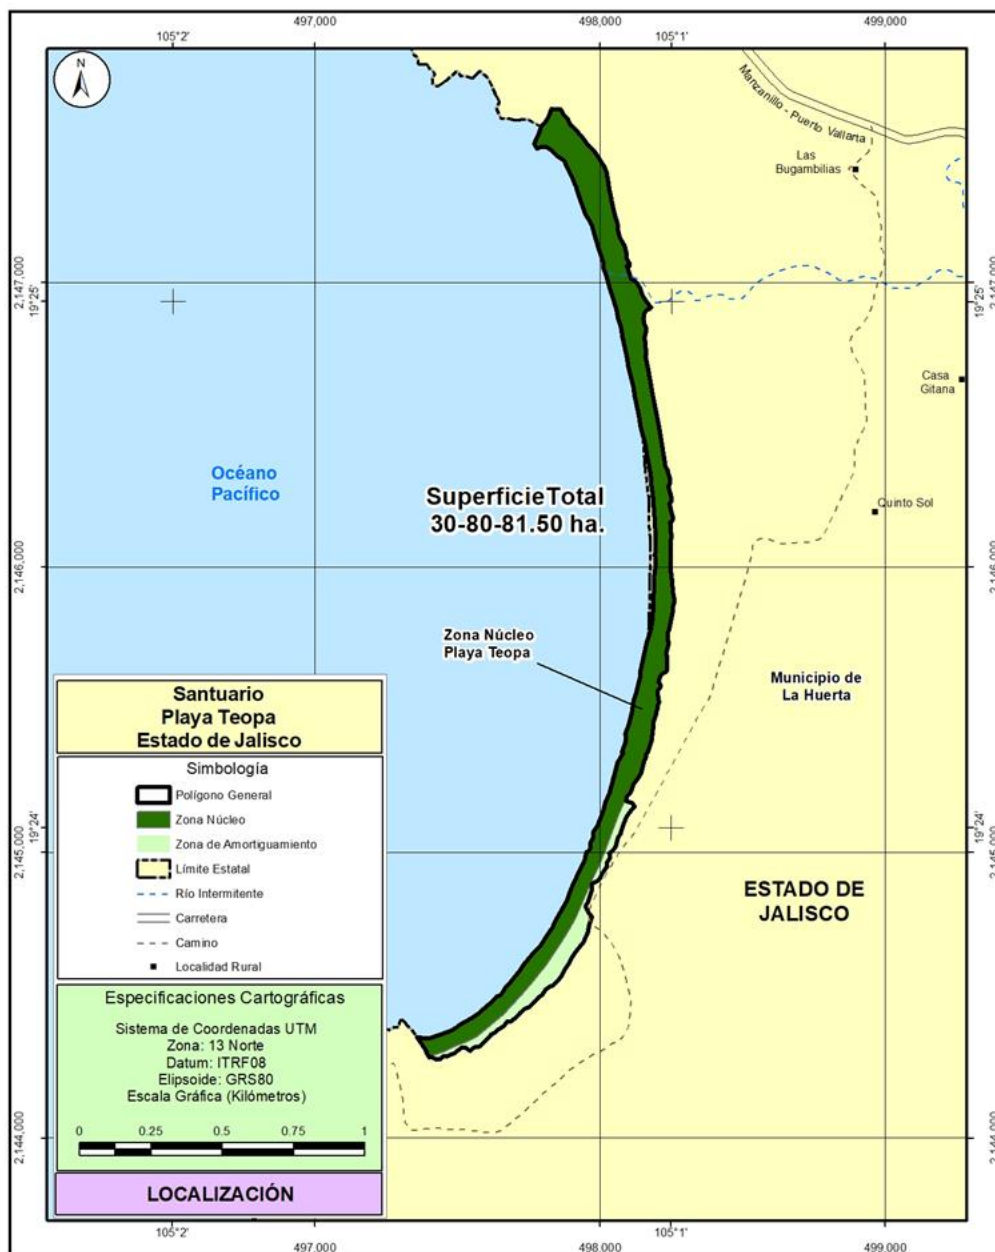 497,000
498,000
499,000
105°2'
105°1'
N
Manzanillo - Puerto Vallarta
Las
Bugambilias
2,147,000
19°25'
2,147,000
19°25'
Casa
Gitana
Océano
Pacífico
SuperficieTotal
30-80-81.50 ha.
Quinto Sol
2,146,000
2,146,000
Zona Núcleo
Playa Teopa
Municipio de
La Huerta
Santuario
Playa Teopa
Estado de Jalisco
Simbología
Polígono General
Zona Núcleo
Zona de Amortiguamiento
Límite Estatal
Río Intermitente
Carretera
Camino
Localidad Rural
19°24'
2,145,000
19°24'
2,145,000
ESTADO DE
JALISCO
Especificaciones Cartográficas
Sistema de Coordenadas UTM
Zona: 13 Norte
Datum: ITRF08
Elipsoide: GRS80
Escala Gráfica (Kilómetros)
0 0.25 0.5 0.75 1
2,144,000
2,144,000
LOCALIZACIÓN
105°2'
105°1'
497,000
498,000
499,000